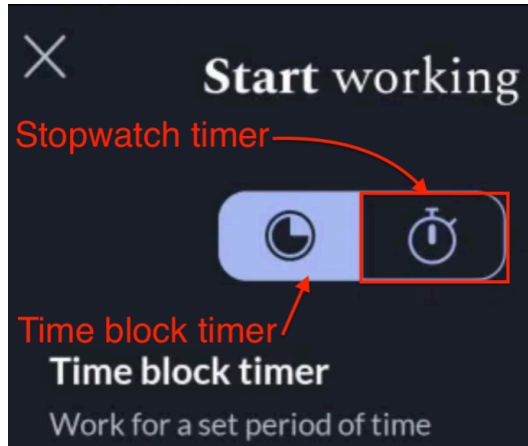 Start working
Stopwatch timer
Time block timer
Time block timer
Work for a set period of time